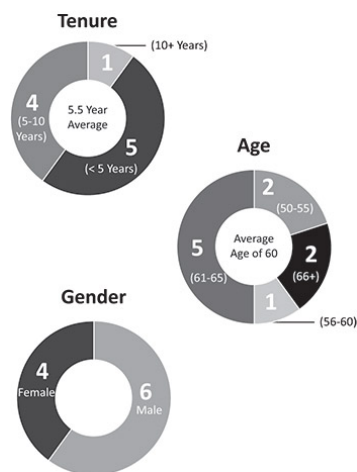 Tenure
(10+ Years)
1
4
(5-10
Years)
5.5 Year
Average
5
(< 5 Years)
Age
2
(50-55)
5
(61-65)
Average
Age of 60
2
(66+)
1
(56-60)
Gender
4
Female
6
Male